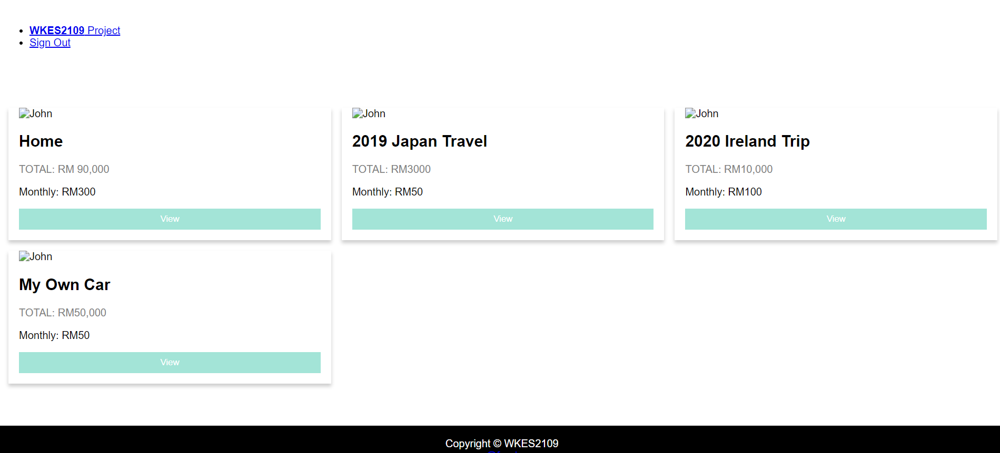 WKES2109 Project
Sign Out
John
Home
TOTAL: RM 90,000
Monthly: RM300
View
John
2019 Japan Travel
TOTAL: RM3000
Monthly: RM50
View
John
2020 Ireland Trip
TOTAL: RM10,000
Monthly: RM100
View
John
My Own Car
TOTAL: RM50,000
Monthly: RM50
View
Copyright © WKES2109